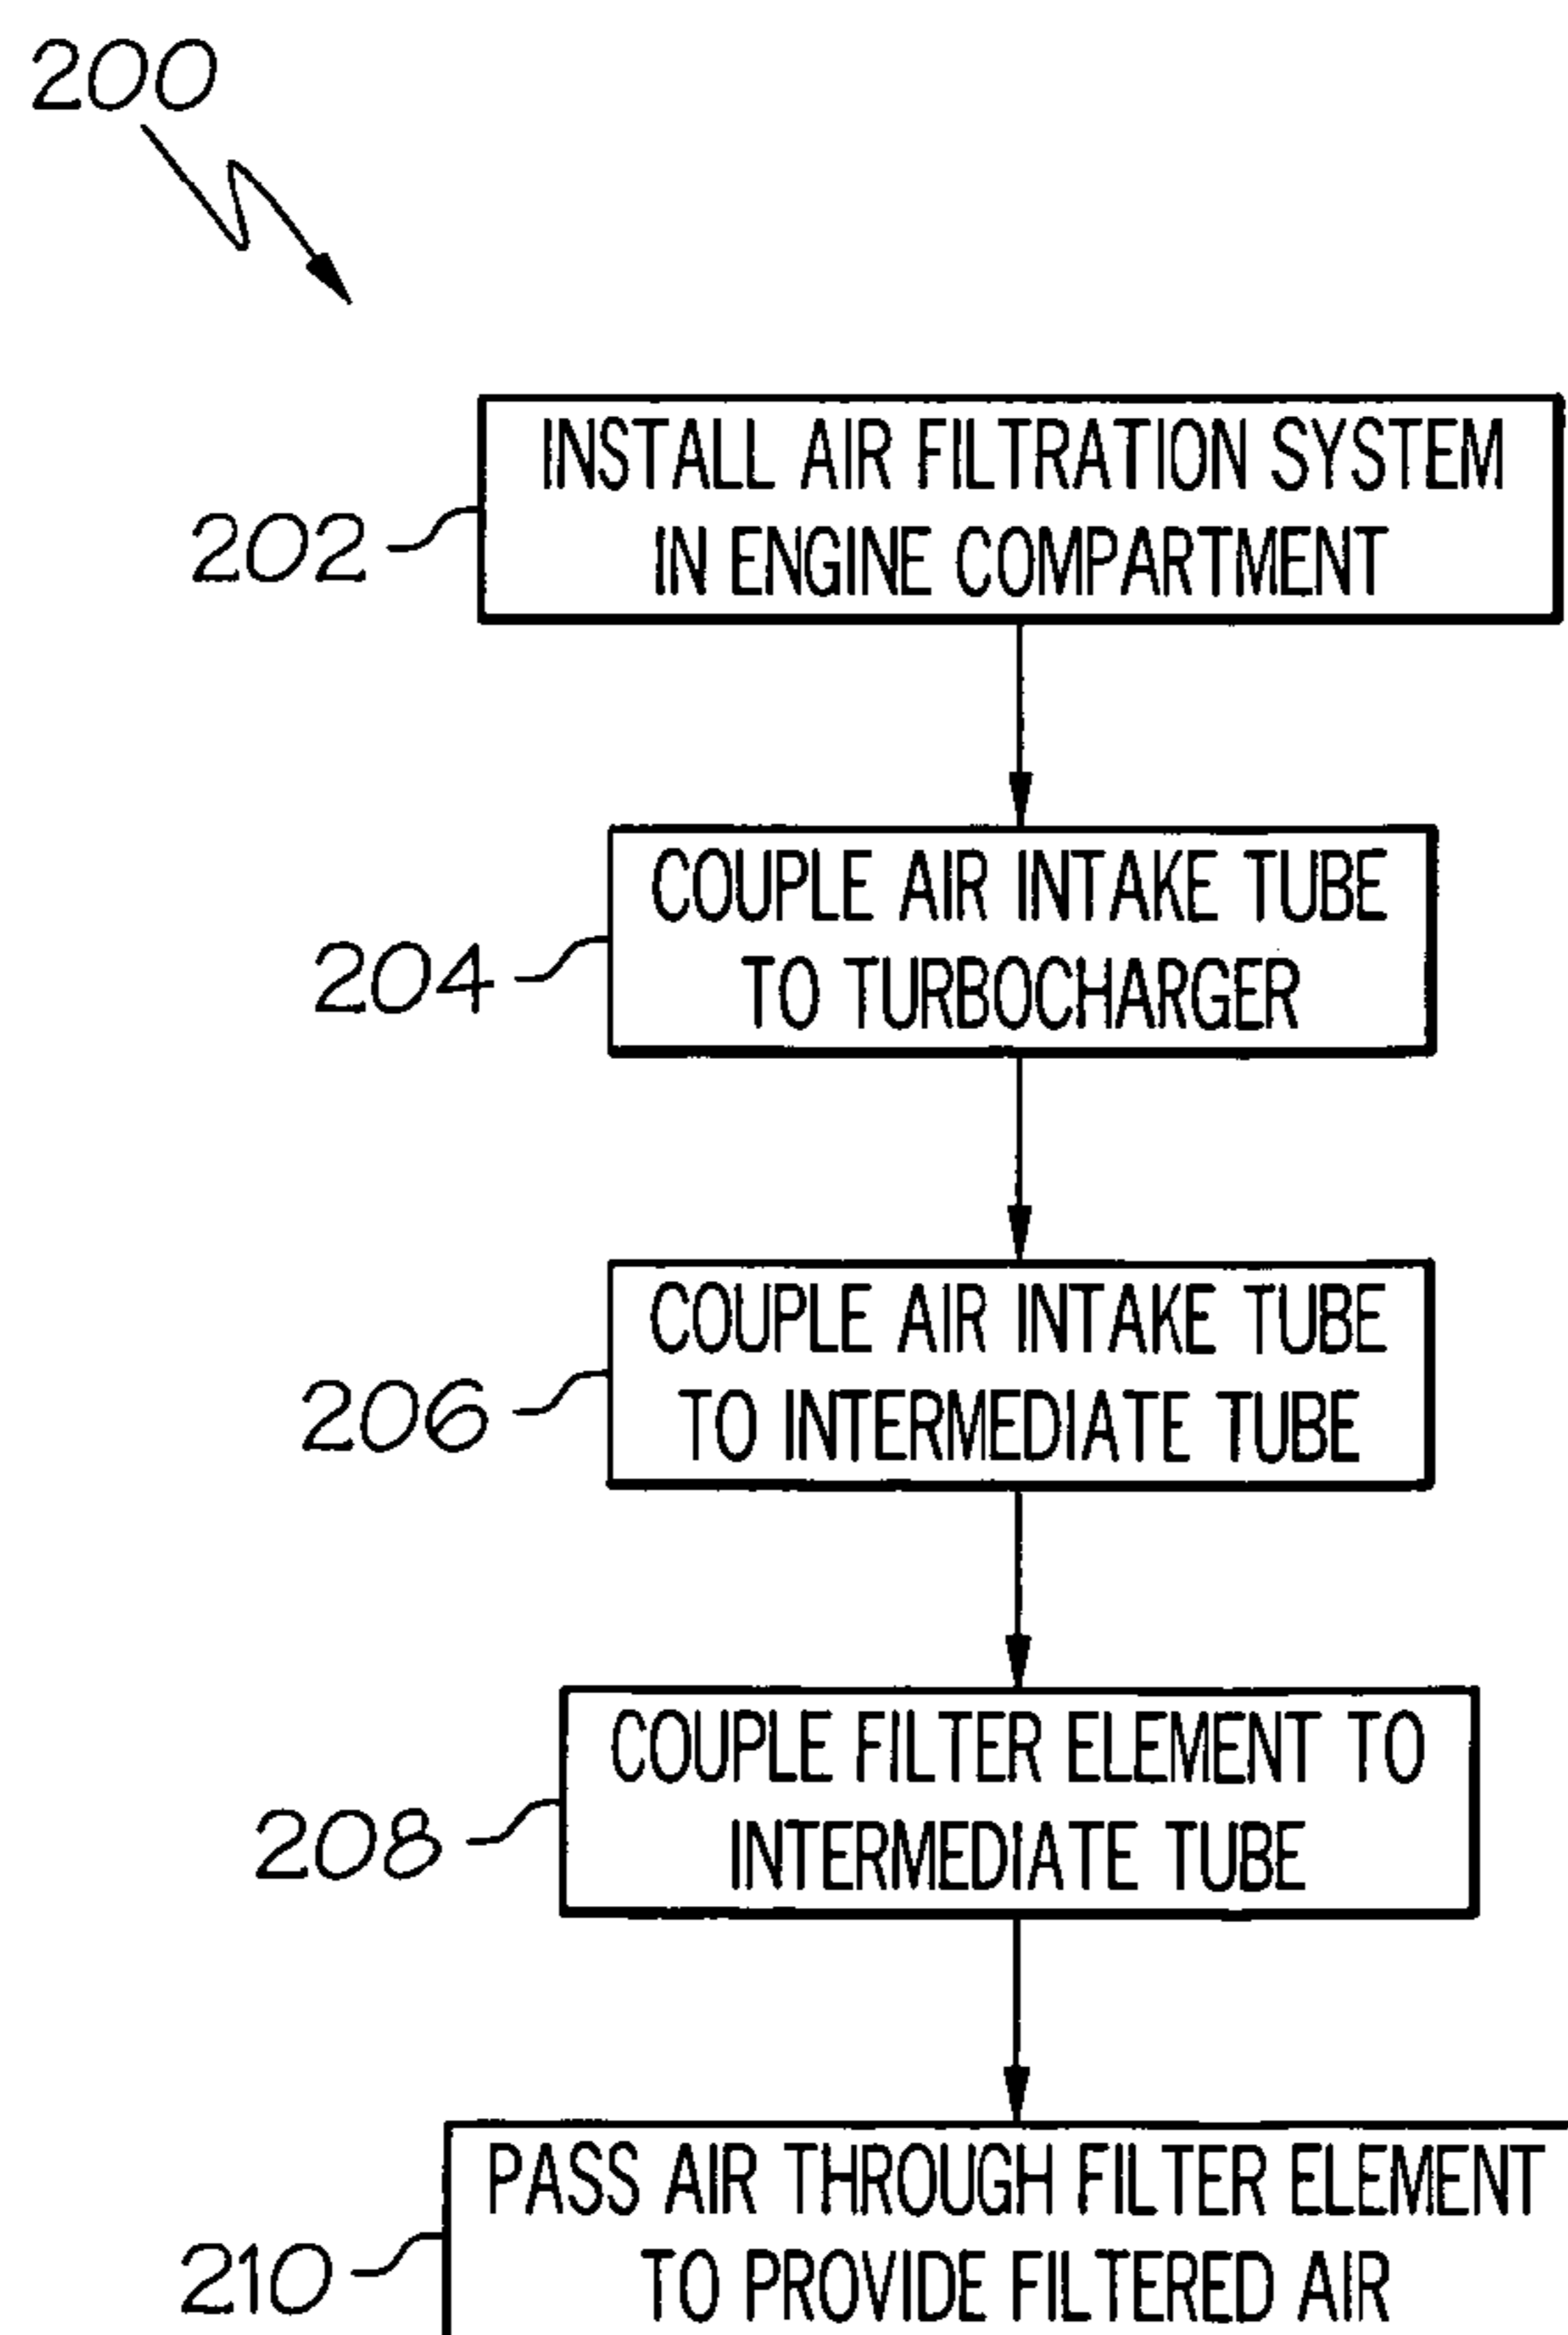 200
INSTALL AIR FILTRATION SYSTEM
IN ENGINE COMPARTMENT
202
COUPLE AIR INTAKE TUBE
TO TURBOCHARGER
204
COUPLE AIR INTAKE TUBE
TO INTERMEDIATE TUBE
206
COUPLE FILTER ELEMENT TO
INTERMEDIATE TUBE
208
PASS AIR THROUGH FILTER ELEMENT
TO PROVIDE FILTERED AIR
210